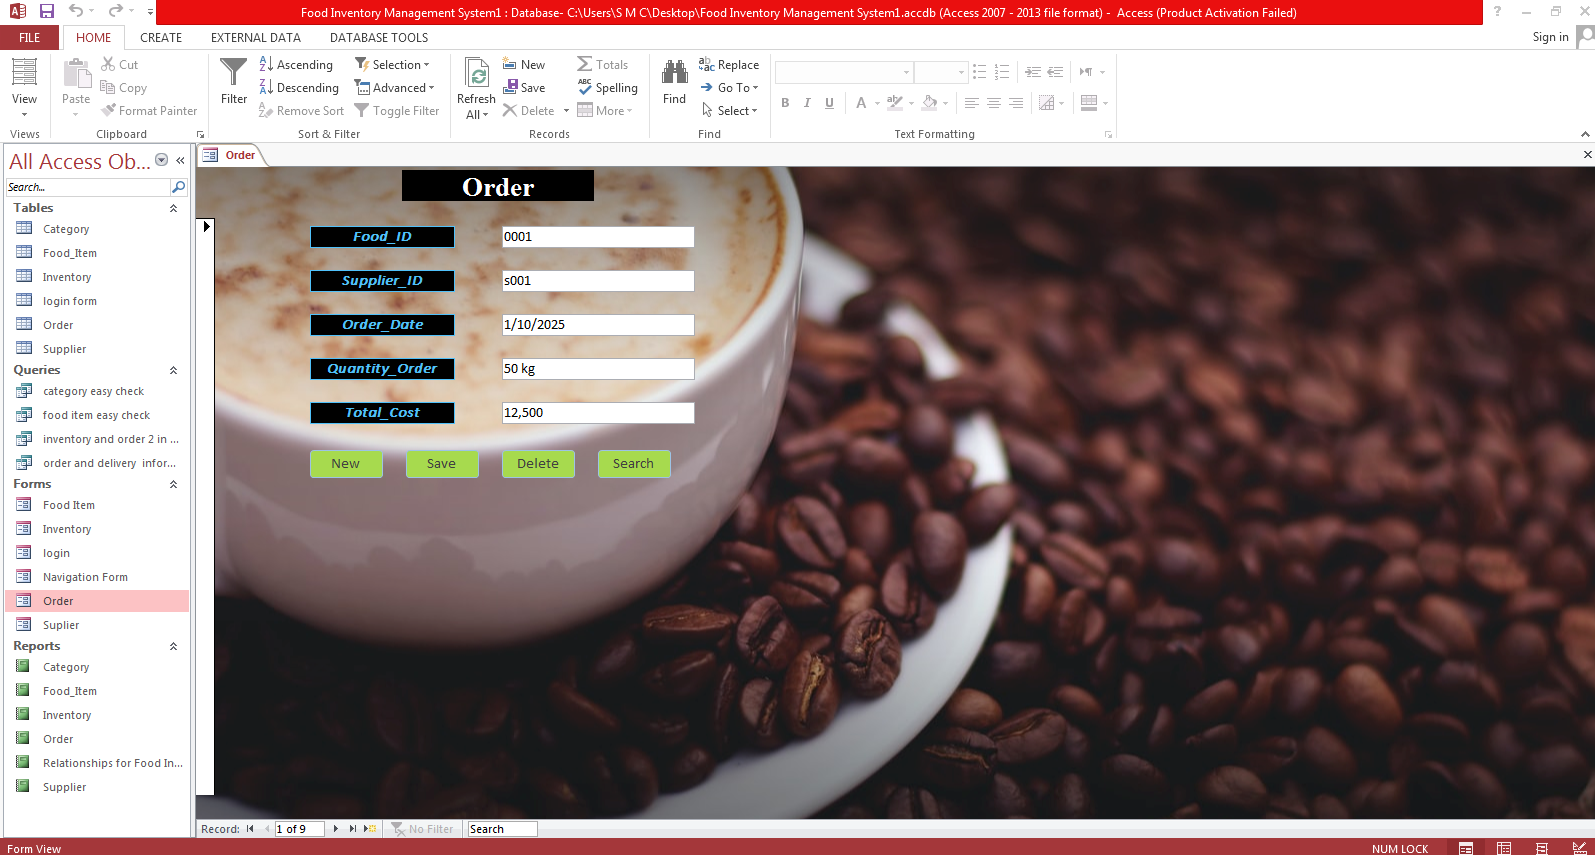 Food Inventory Management System1 : Database- C:\Users\S M C\Desktop\Food Inventory Management System1.accdb (Access 2007 - 2013 file format) - Access (Product Activation Failed)
FILE HOME CREATE EXTERNAL DATA DATABASE TOOLS Sign in
View
Views
Paste
Cut
Copy
Format Painter
Clipboard
Filter
Ascending
Descending
Remove Sort
Selection
Advanced
Toggle Filter
Sort & Filter
Refresh
All
New
Save
Delete
Totals
Spelling
More
Records
Find
Replace
Go To
Select
Find
B I U A
Text Formatting
All Access Ob...
Search...
Tables
Category
Food_Item
Inventory
login form
Order
Supplier
Queries
category easy check
food item easy check
inventory and order 2 in ...
order and delivery infor...
Forms
Food Item
Inventory
login
Navigation Form
Order
Suplier
Reports
Category
Food_Item
Inventory
Order
Relationships for Food In...
Supplier
Order
Order
Food_ID 0001
Supplier_ID s001
Order_Date 1/10/2025
Quantity_Order 50 kg
Total_Cost 12,500
New Save Delete Search
Record: 1 of 9 No Filter Search
Form View NUM LOCK